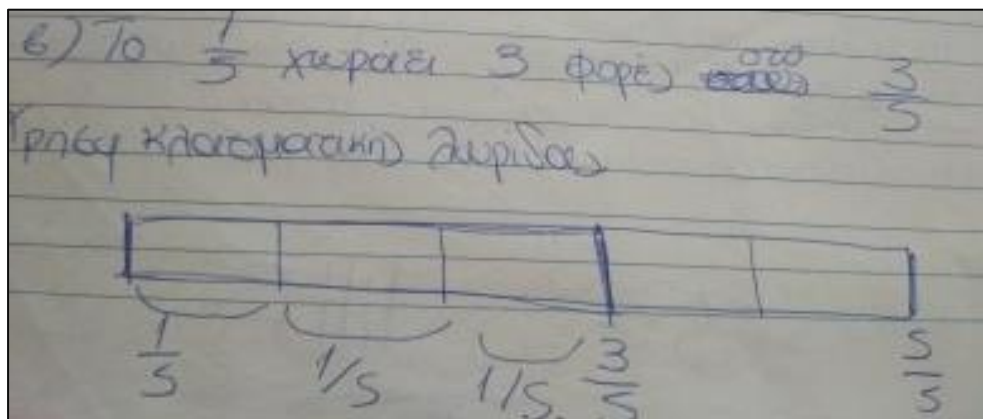 β) Το 1/5 χωράει 3 φορές στο 3/5
Χρήση κλασματικής λωρίδας
1/5 1/5 1/5 3/5 5/5